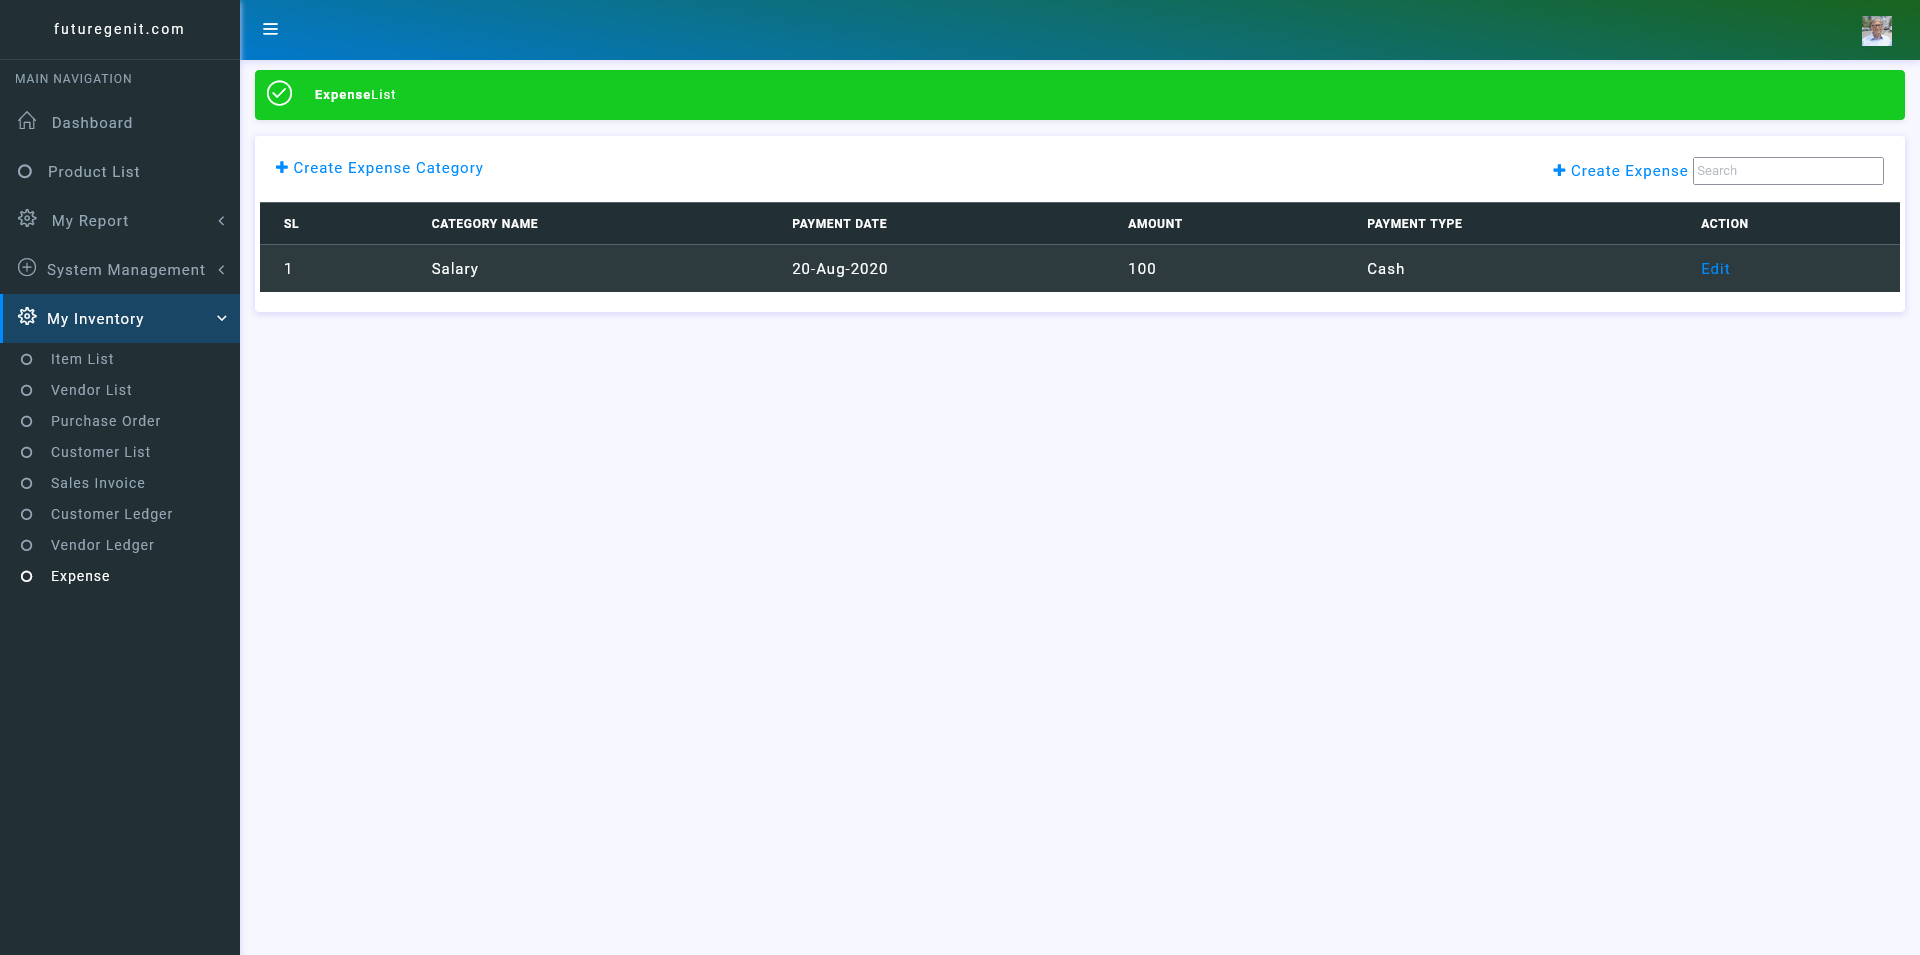 futuregenit.com
MAIN NAVIGATION
Dashboard
Product List
My Report
System Management
My Inventory
Item List
Vendor List
Purchase Order
Customer List
Sales Invoice
Customer Ledger
Vendor Ledger
Expense
ExpenseList
Create Expense Category
Create Expense Search
SL CATEGORY NAME PAYMENT DATE AMOUNT PAYMENT TYPE ACTION
1 Salary 20-Aug-2020 100 Cash Edit